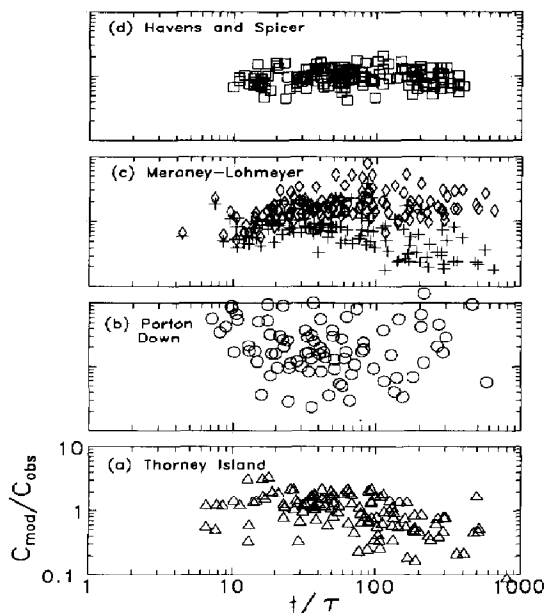 (d) Havens and Spicer
(c) Meroney-Lohmeyer
(b) Porton
Down
10
(a) Thorney Island
1
0.1
C_mod/C_obs
1
10
100
1000
t/τ